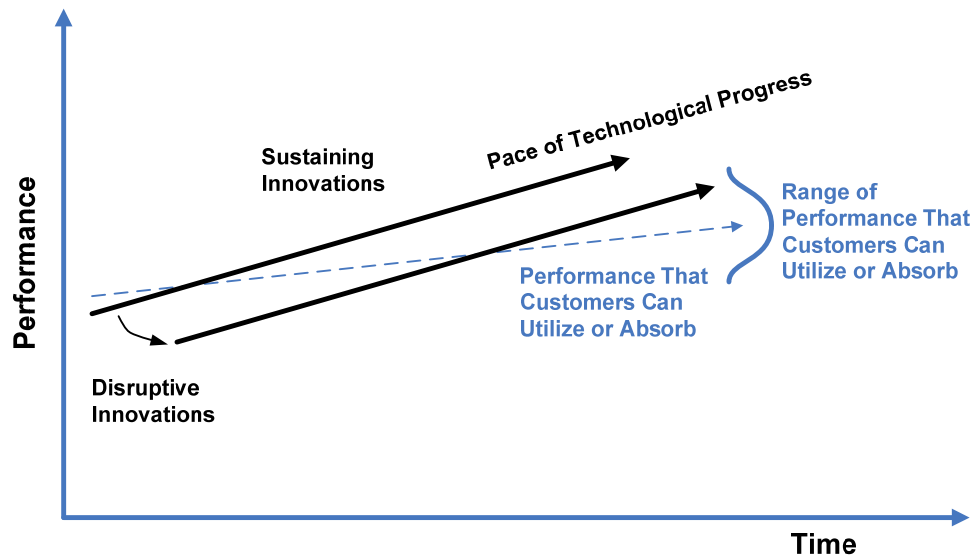 Pace of Technological Progress
Sustaining
Innovations
Range of
Performance That
Customers Can
Utilize or Absorb
Performance
Performance That
Customers Can
Utilize or Absorb
Disruptive
Innovations
Time